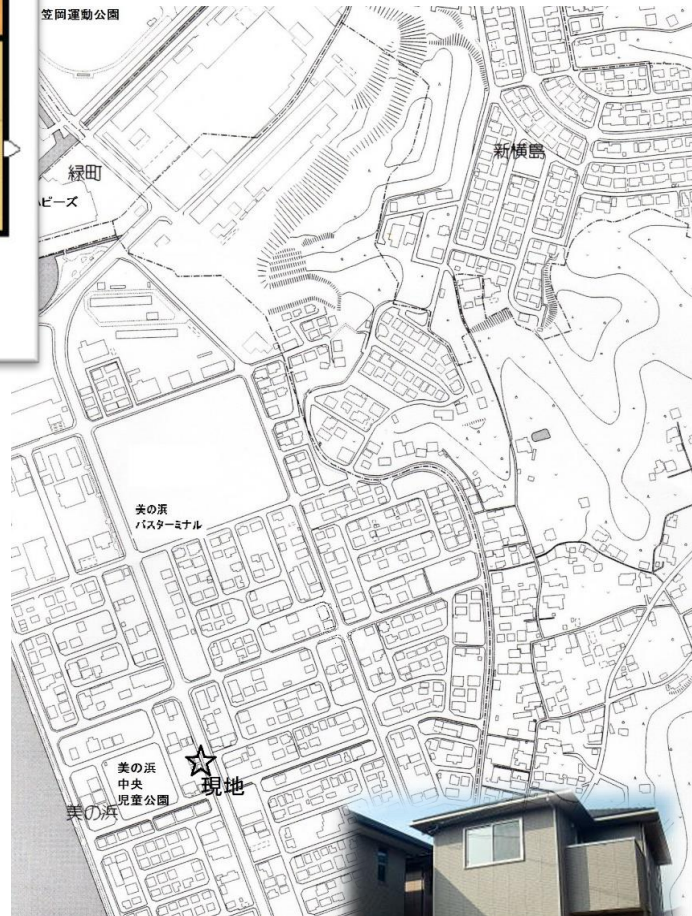 笠岡運動公園
緑町
ハビーズ
新横島
美の浜
バスターミナル
現地
美の浜
中央
児童公園
美の浜